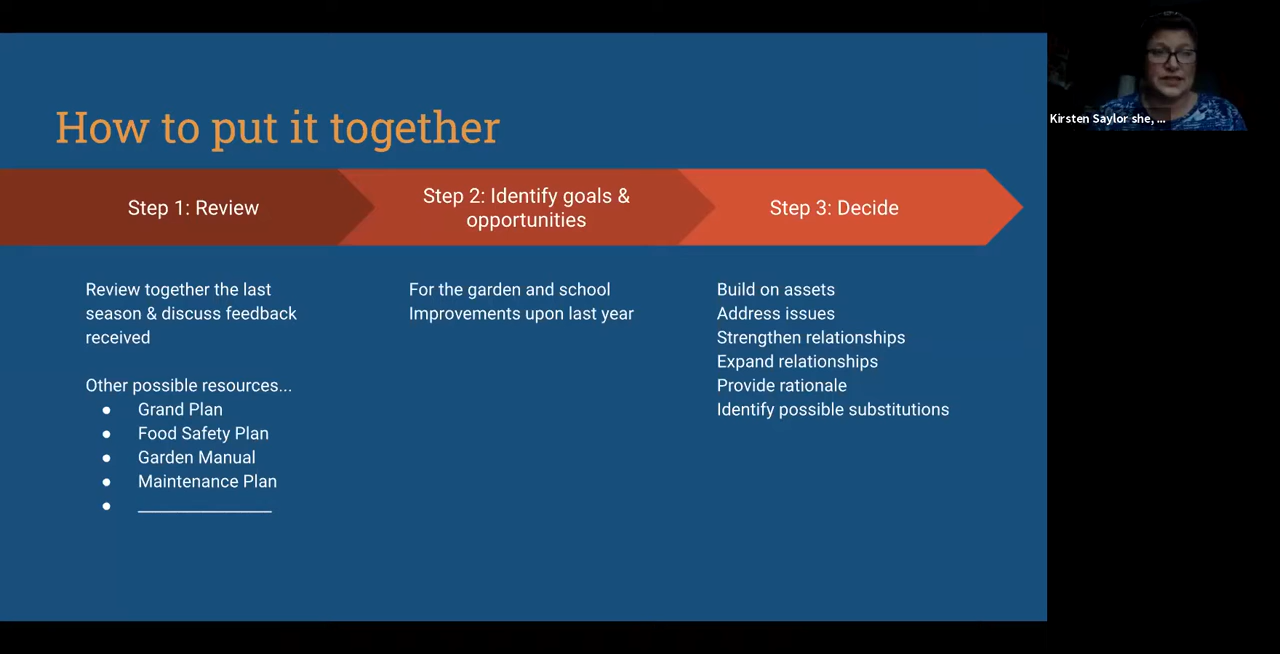 How to put it together
Step 1: Review
Step 2: Identify goals &
opportunities
Step 3: Decide
Review together the last
season & discuss feedback
received
Other possible resources...
● Grand Plan
● Food Safety Plan
● Garden Manual
● Maintenance Plan
● _______________
For the garden and school
Improvements upon last year
Build on assets
Address issues
Strengthen relationships
Expand relationships
Provide rationale
Identify possible substitutions
Kirsten Saylor she, ...